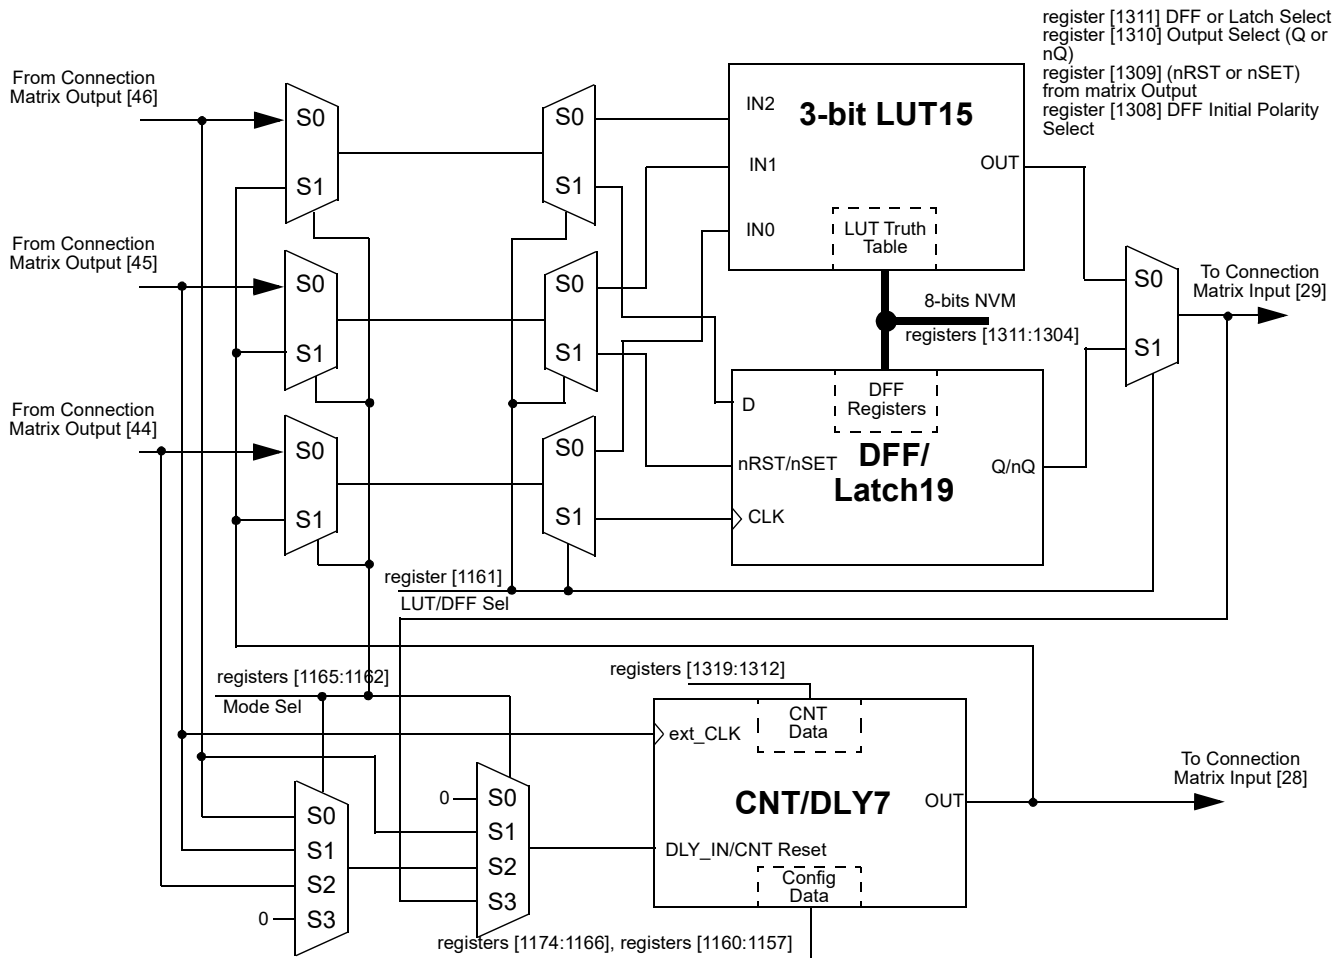 register [1311] DFF or Latch Select
register [1310] Output Select (Q or
nQ)
register [1309] (nRST or nSET)
from matrix Output
register [1308] DFF Initial Polarity
Select
From Connection
Matrix Output [46]
S0
S1
S0
S1
IN2
3-bit LUT15
IN1
OUT
IN0
LUT Truth
Table
From Connection
Matrix Output [45]
S0
S1
S0
S1
8-bits NVM
registers [1311:1304]
S0
S1
To Connection
Matrix Input [29]
From Connection
Matrix Output [44]
S0
S1
S0
S1
D
DFF
Registers
nRST/nSET
DFF/
Latch19
Q/nQ
CLK
register [1161]
LUT/DFF Sel
registers [1165:1162]
Mode Sel
registers [1319:1312]
ext_CLK
CNT
Data
To Connection
Matrix Input [28]
S0
S1
S2
0
S3
0
S0
S1
S2
S3
CNT/DLY7
OUT
DLY_IN/CNT Reset
Config
Data
registers [1174:1166], registers [1160:1157]